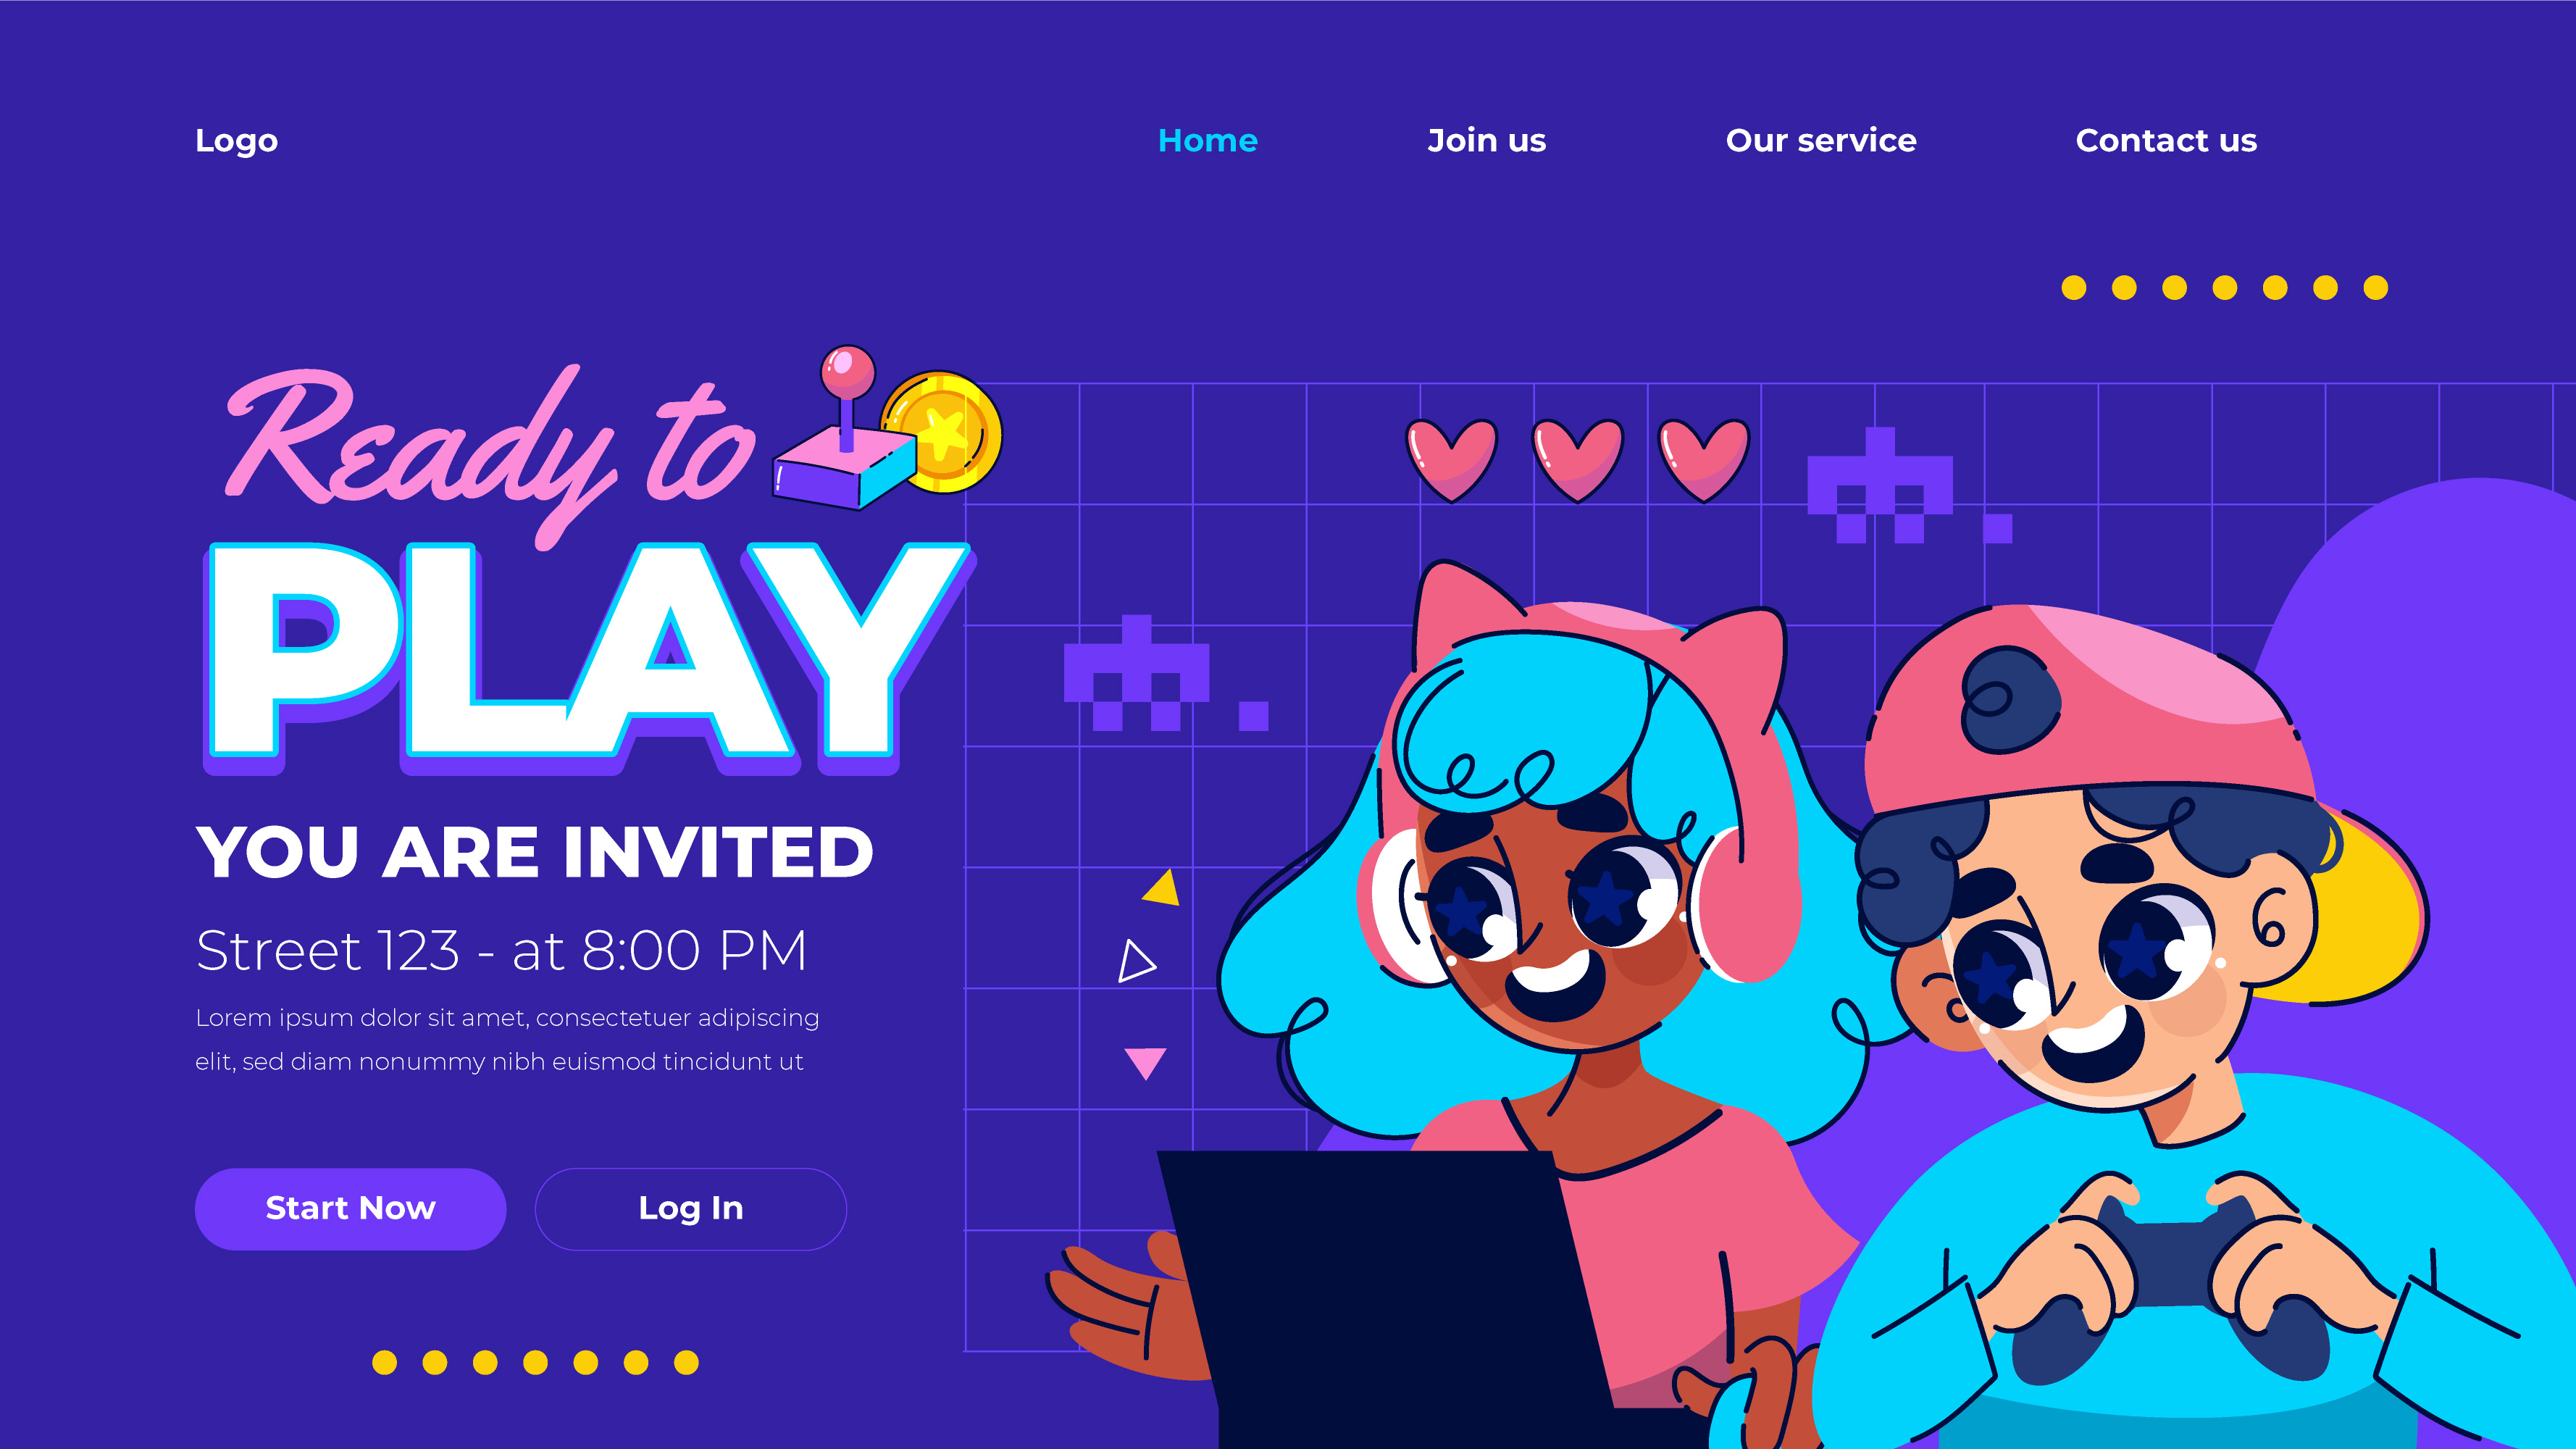 Logo
Home
Join us
Our service
Contact us
Ready to
PLAY
YOU ARE INVITED
Street 123 - at 8:00 PM
Lorem ipsum dolor sit amet, consectetuer adipiscing
elit, sed diam nonummy nibh euismod tincidunt ut
Start Now
Log In